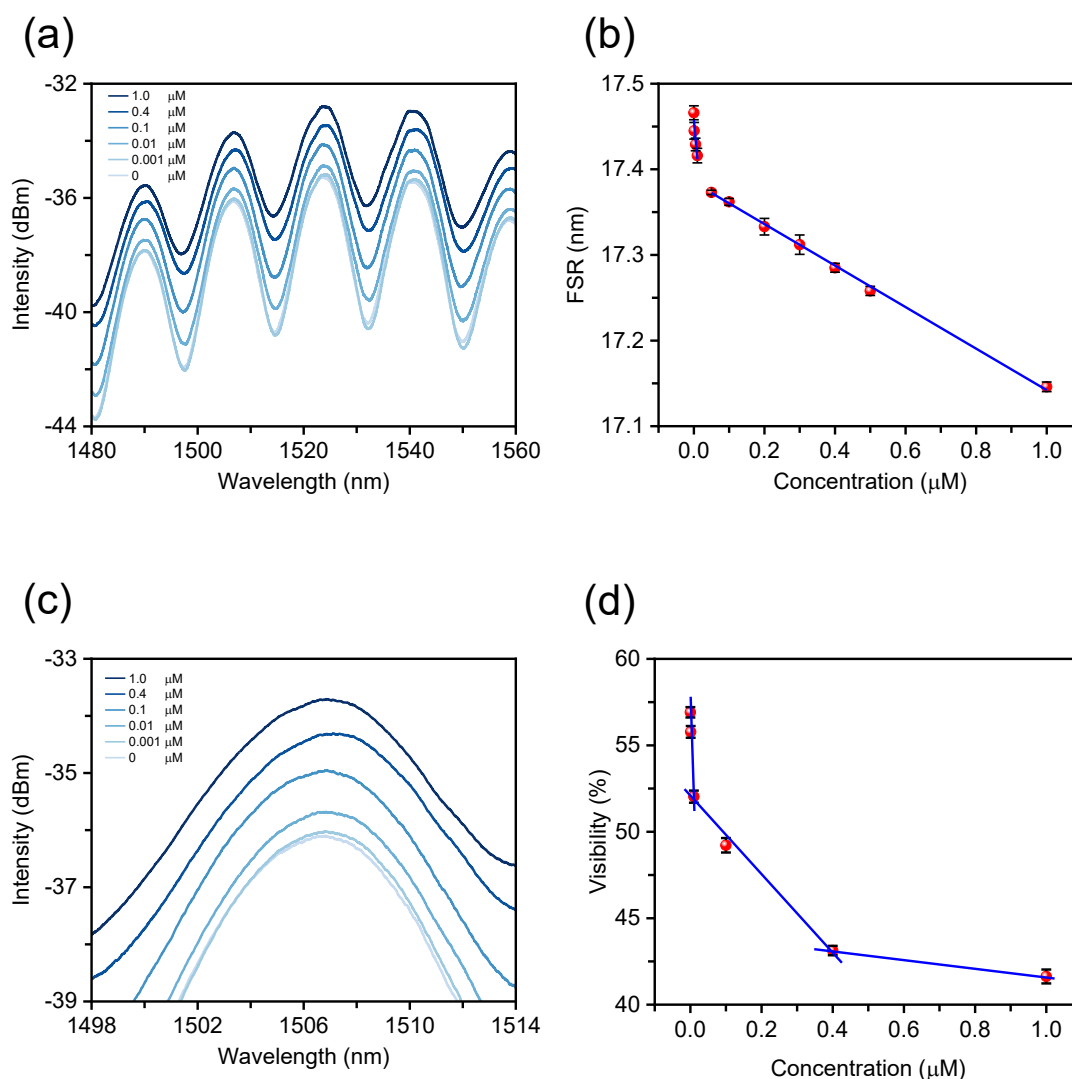 (a)
-32
-36
-40
-44
1480
1500
1520
1540
1560
Intensity (dBm)
Wavelength (nm)
1.0 μM
0.4 μM
0.1 μM
0.01 μM
0.001 μM
0 μM
(b)
17.5
17.4
17.3
17.2
17.1
0.0
0.2
0.4
0.6
0.8
1.0
FSR (nm)
Concentration (μM)
(c)
-33
-35
-37
-39
1498
1502
1506
1510
1514
Intensity (dBm)
Wavelength (nm)
1.0 μM
0.4 μM
0.1 μM
0.01 μM
0.001 μM
0 μM
(d)
60
55
50
45
40
0.0
0.2
0.4
0.6
0.8
1.0
Visibility (%)
Concentration (μM)